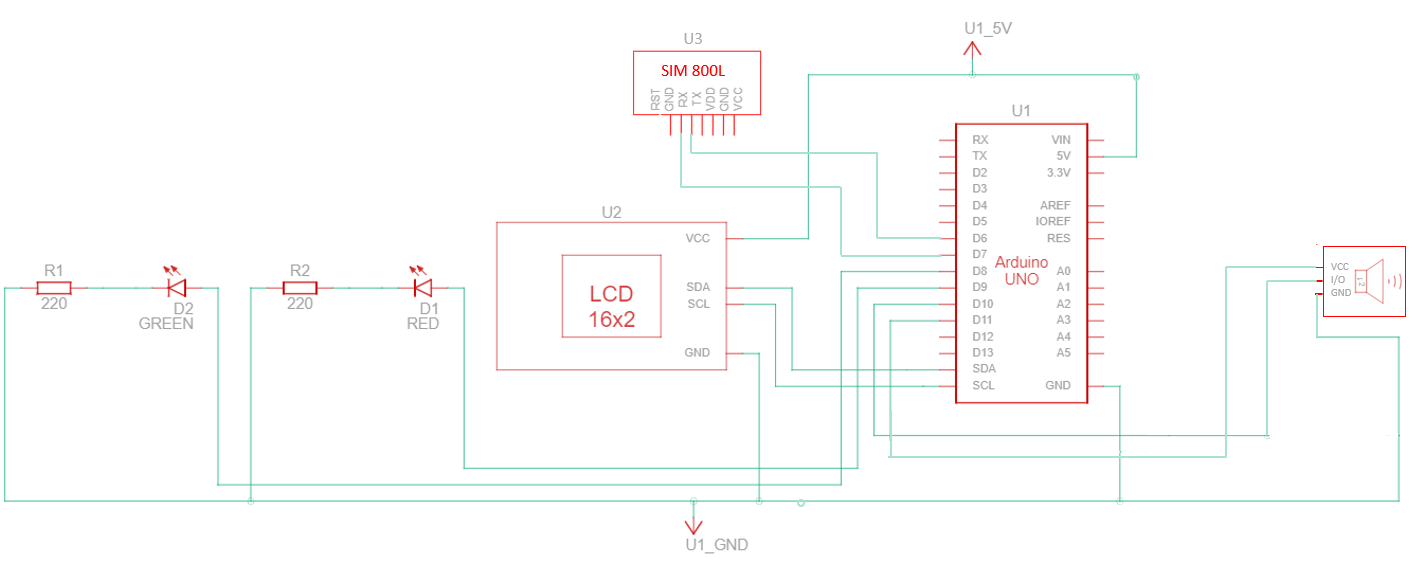 U1_5V
U3
SIM 800L
RST
GND
RX
TX
VDD
GND
VCC
U1
RX
TX
D2
D3
D4
D5
D6
D7
D8
D9
D10
D11
D12
D13
SDA
SCL
VIN
5V
3.3V
AREF
IOREF
RES
A0
A1
A2
A3
A4
A5
GND
Arduino
UNO
U2
VCC
SDA
SCL
GND
LCD
16x2
R1
220
D2
GREEN
R2
220
D1
RED
VCC
I/O
GND
U1_GND